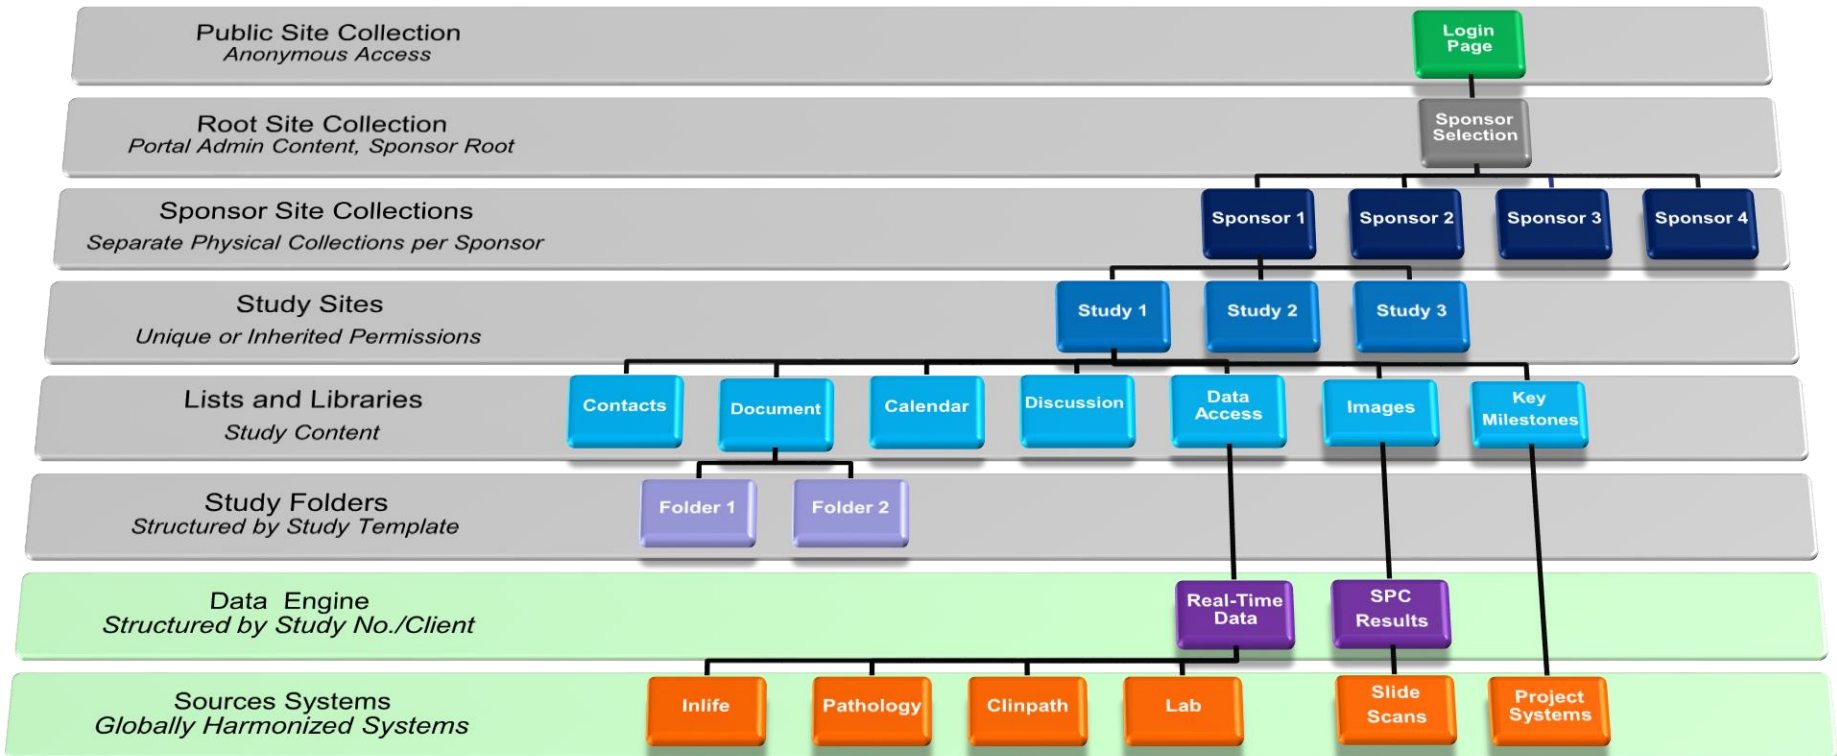 Public Site Collection
Anonymous Access
Login
Page
Root Site Collection
Portal Admin Content, Sponsor Root
Sponsor
Selection
Sponsor Site Collections
Separate Physical Collections per Sponsor
Sponsor 1
Sponsor 2
Sponsor 3
Sponsor 4
Study Sites
Unique or Inherited Permissions
Study 1
Study 2
Study 3
Lists and Libraries
Study Content
Contacts
Document
Calendar
Discussion
Data
Access
Images
Key
Milestones
Study Folders
Structured by Study Template
Folder 1
Folder 2
Data Engine
Structured by Study No./Client
Real-Time
Data
SPC
Results
Sources Systems
Globally Harmonized Systems
Inlife
Pathology
Clinpath
Lab
Slide
Scans
Project
Systems